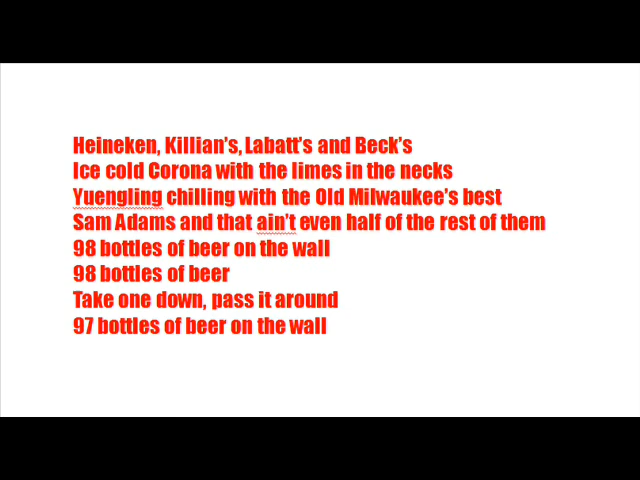 Heineken, Killian's, Labatt's and Beck's
Ice cold Corona with the limes in the necks
Yuengling chilling with the Old Milwaukee's best
Sam Adams and that ain't even half of the rest of them
98 bottles of beer on the wall
98 bottles of beer
Take one down, pass it around
97 bottles of beer on the wall